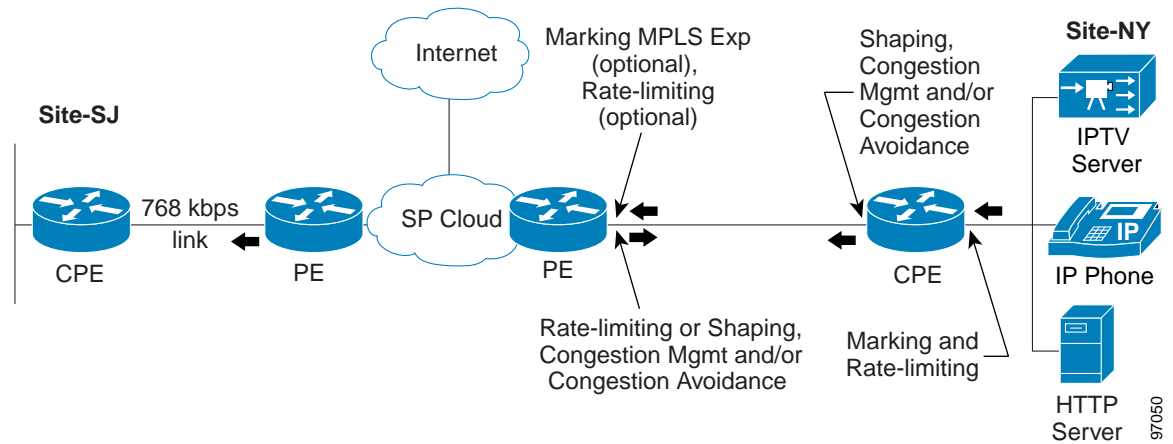 Site-SJ
CPE
768 kbps
link
PE
Internet
SP Cloud
PE
Marking MPLS Exp
(optional),
Rate-limiting
(optional)
Rate-limiting or Shaping,
Congestion Mgmt and/or
Congestion Avoidance
Shaping,
Congestion
Mgmt and/or
Congestion
Avoidance
CPE
Marking and
Rate-limiting
Site-NY
IPTV
Server
IP
IP Phone
HTTP
Server
97050